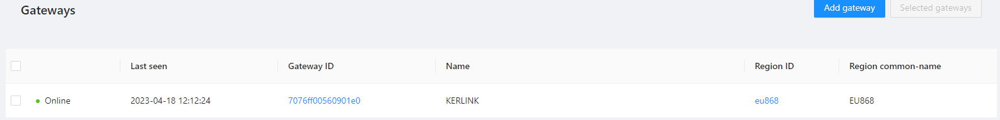 Gateways
Add gateway
Selected gateways
Last seen Gateway ID Name Region ID Region common-name
Online 2023-04-18 12:12:24 7076ff00560901e0 KERLINK eu868 EU868